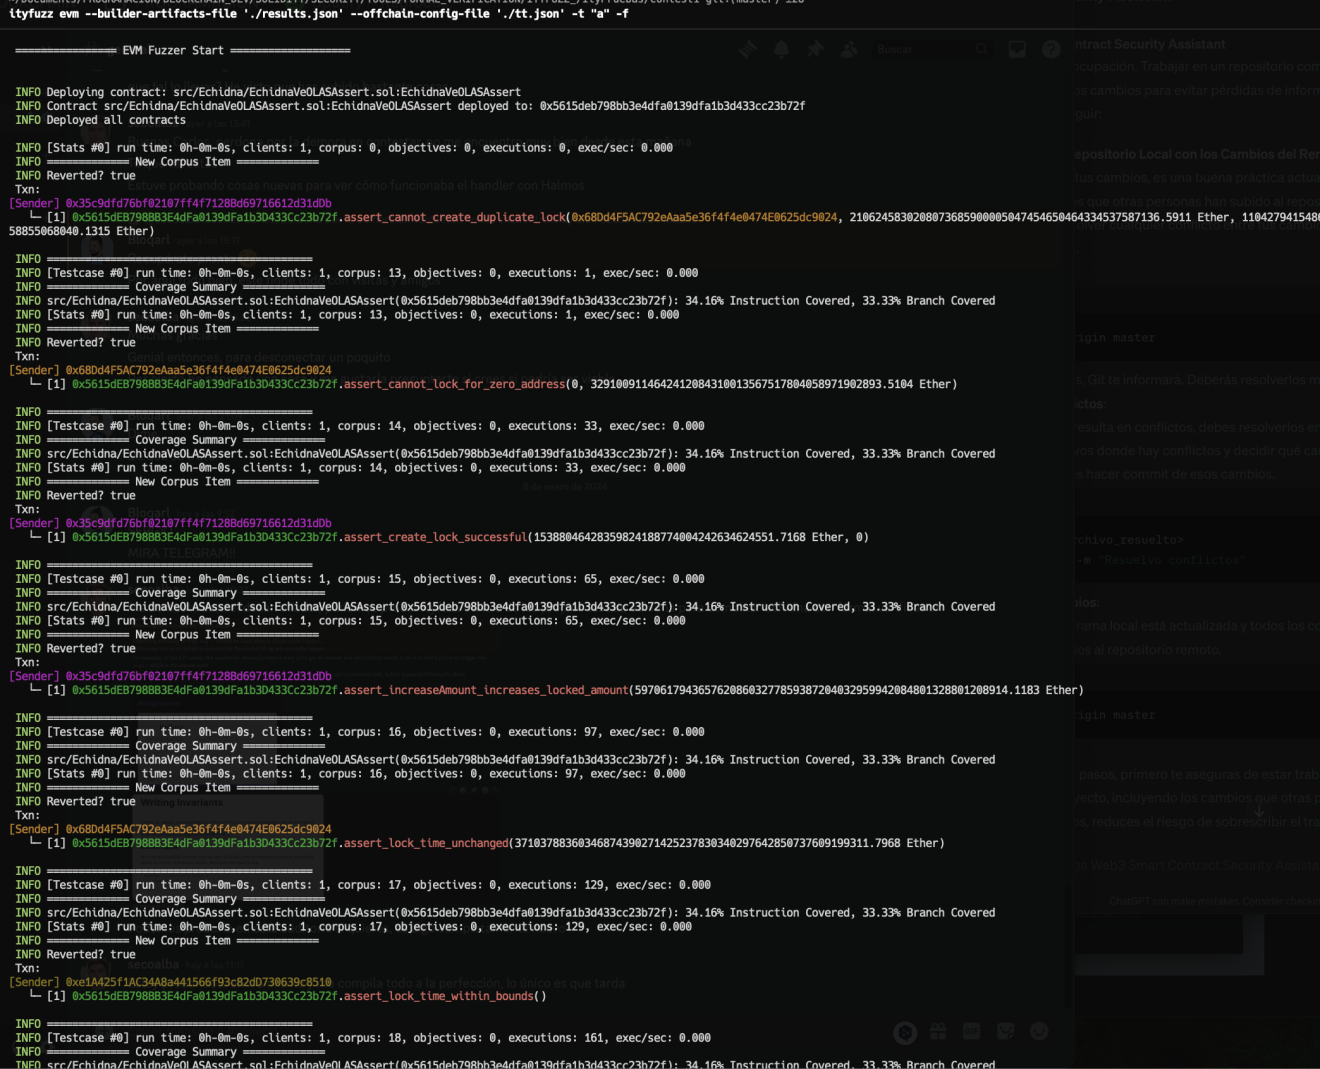 ityfuzz evm --builder-artifacts-file './results.json' --offchain-config-file './tt.json' -t "a" -f
================ EVM Fuzzer Start ===================
INFO Deploying contract: src/Echidna/EchidnaVeOLASAssert.sol:EchidnaVeOLASAssert
INFO Contract src/Echidna/EchidnaVeOLASAssert.sol:EchidnaVeOLASAssert deployed to: 0x5615deb798bb3e4dfa0139dfa1b3d433cc23b72f
INFO Deployed all contracts
INFO [Stats #0] run time: 0h-0m-0s, clients: 1, corpus: 0, objectives: 0, executions: 0, exec/sec: 0.000
INFO ============= New Corpus Item =============
INFO Reverted? true
Txn:
[Sender] 0x35c9dfd76bf02107ff4f7128Bd69716612d31dDb
└─ [1] 0x5615dEB798BB3E4dFa0139dFa1b3D433Cc23b72f.assert_cannot_create_duplicate_lock(0x68Dd4F5AC792eAaa5e36f4f4e0474E0625dc9024, 210624583020807368590000504745465046433453758713​6.5911 Ether, 1104279415486
58855068040.1315 Ether)
INFO ==========================================
INFO [Testcase #0] run time: 0h-0m-0s, clients: 1, corpus: 13, objectives: 0, executions: 1, exec/sec: 0.000
INFO ============= Coverage Summary =============
INFO src/Echidna/EchidnaVeOLASAssert.sol:EchidnaVeOLASAssert(0x5615deb798bb3e4dfa0139dfa1b3d433cc23b72f): 34.16% Instruction Covered, 33.33% Branch Covered
INFO [Stats #0] run time: 0h-0m-0s, clients: 1, corpus: 13, objectives: 0, executions: 1, exec/sec: 0.000
INFO ============= New Corpus Item =============
INFO Reverted? true
Txn:
[Sender] 0x68Dd4F5AC792eAaa5e36f4f4e0474E0625dc9024
└─ [1] 0x5615dEB798BB3E4dFa0139dFa1b3D433Cc23b72f.assert_cannot_lock_for_zero_address(0, 3291009114642412084310013567517804058971902893.5104 Ether)
INFO ==========================================
INFO [Testcase #0] run time: 0h-0m-0s, clients: 1, corpus: 14, objectives: 0, executions: 33, exec/sec: 0.000
INFO ============= Coverage Summary =============
INFO src/Echidna/EchidnaVeOLASAssert.sol:EchidnaVeOLASAssert(0x5615deb798bb3e4dfa0139dfa1b3d433cc23b72f): 34.16% Instruction Covered, 33.33% Branch Covered
INFO [Stats #0] run time: 0h-0m-0s, clients: 1, corpus: 14, objectives: 0, executions: 33, exec/sec: 0.000
INFO ============= New Corpus Item =============
INFO Reverted? true
Txn:
[Sender] 0x35c9dfd76bf02107ff4f7128Bd69716612d31dDb
└─ [1] 0x5615dEB798BB3E4dFa0139dFa1b3D433Cc23b72f.assert_create_lock_successful(15388046428359824188774004242634624551.7168 Ether, 0)
INFO ==========================================
INFO [Testcase #0] run time: 0h-0m-0s, clients: 1, corpus: 15, objectives: 0, executions: 65, exec/sec: 0.000
INFO ============= Coverage Summary =============
INFO src/Echidna/EchidnaVeOLASAssert.sol:EchidnaVeOLASAssert(0x5615deb798bb3e4dfa0139dfa1b3d433cc23b72f): 34.16% Instruction Covered, 33.33% Branch Covered
INFO [Stats #0] run time: 0h-0m-0s, clients: 1, corpus: 15, objectives: 0, executions: 65, exec/sec: 0.000
INFO ============= New Corpus Item =============
INFO Reverted? true
Txn:
[Sender] 0x35c9dfd76bf02107ff4f7128Bd69716612d31dDb
└─ [1] 0x5615dEB798BB3E4dFa0139dFa1b3D433Cc23b72f.assert_increaseAmount_increases_locked_amount(5970617943657620860327785938720403295994208480132880120​8914.1183 Ether)
INFO ==========================================
INFO [Testcase #0] run time: 0h-0m-0s, clients: 1, corpus: 16, objectives: 0, executions: 97, exec/sec: 0.000
INFO ============= Coverage Summary =============
INFO src/Echidna/EchidnaVeOLASAssert.sol:EchidnaVeOLASAssert(0x5615deb798bb3e4dfa0139dfa1b3d433cc23b72f): 34.16% Instruction Covered, 33.33% Branch Covered
INFO [Stats #0] run time: 0h-0m-0s, clients: 1, corpus: 16, objectives: 0, executions: 97, exec/sec: 0.000
INFO ============= New Corpus Item =============
INFO Reverted? true
Txn:
[Sender] 0x68Dd4F5AC792eAaa5e36f4f4e0474E0625dc9024
└─ [1] 0x5615dEB798BB3E4dFa0139dFa1b3D433Cc23b72f.assert_lock_time_unchanged(3710378836034687439027142523783034029764285073760919931​1.7968 Ether)
INFO ==========================================
INFO [Testcase #0] run time: 0h-0m-0s, clients: 1, corpus: 17, objectives: 0, executions: 129, exec/sec: 0.000
INFO ============= Coverage Summary =============
INFO src/Echidna/EchidnaVeOLASAssert.sol:EchidnaVeOLASAssert(0x5615deb798bb3e4dfa0139dfa1b3d433cc23b72f): 34.16% Instruction Covered, 33.33% Branch Covered
INFO [Stats #0] run time: 0h-0m-0s, clients: 1, corpus: 17, objectives: 0, executions: 129, exec/sec: 0.000
INFO ============= New Corpus Item =============
INFO Reverted? true
Txn:
[Sender] 0xe1A425f1AC34A8a441566f93c82dD730639c8510
└─ [1] 0x5615dEB798BB3E4dFa0139dFa1b3D433Cc23b72f.assert_lock_time_within_bounds()
INFO ==========================================
INFO [Testcase #0] run time: 0h-0m-0s, clients: 1, corpus: 18, objectives: 0, executions: 161, exec/sec: 0.000
INFO ============= Coverage Summary =============
INFO src/Echidna/EchidnaVeOLASAssert.sol:EchidnaVeOLASAssert(0x5615deb798bb3e4dfa0139dfa1b3d433cc23b72f): 34.16% Instruction Covered, 33.33% Branch Covered